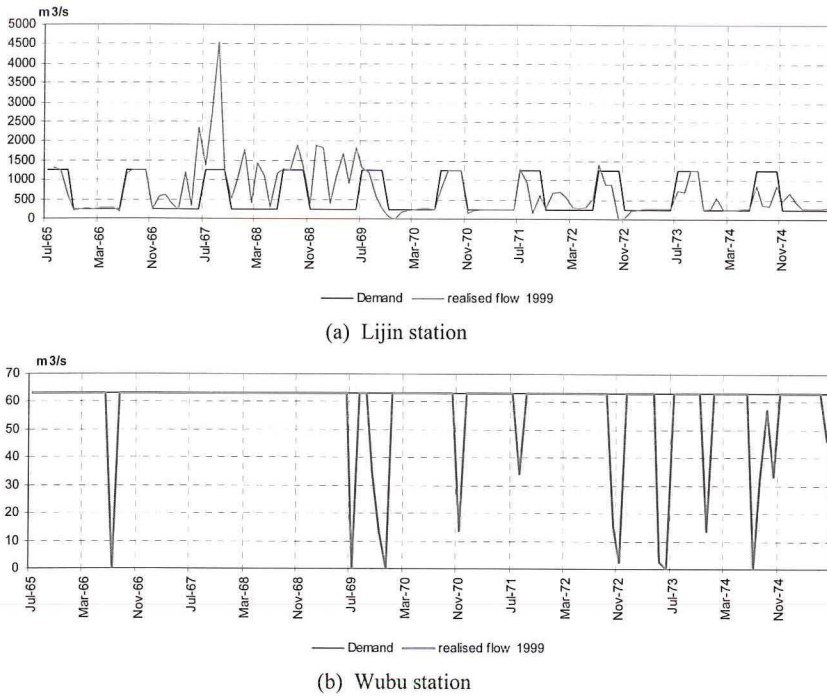 m3/s
5000
4500
4000
3500
3000
2500
2000
1500
1000
500
0
Jul-65
Mar-66
Nov-66
Jul-67
Mar-68
Nov-68
Jul-69
Mar-70
Nov-70
Jul-71
Mar-72
Nov-72
Jul-73
Mar-74
Nov-74
Demand realised flow 1999
(a) Lijin station
m3/s
70
60
50
40
30
20
10
0
Jul-65
Mar-66
Nov-66
Jul-67
Mar-68
Nov-68
Jul-69
Mar-70
Nov-70
Jul-71
Mar-72
Nov-72
Jul-73
Mar-74
Nov-74
Demand realised flow 1999
(b) Wubu station